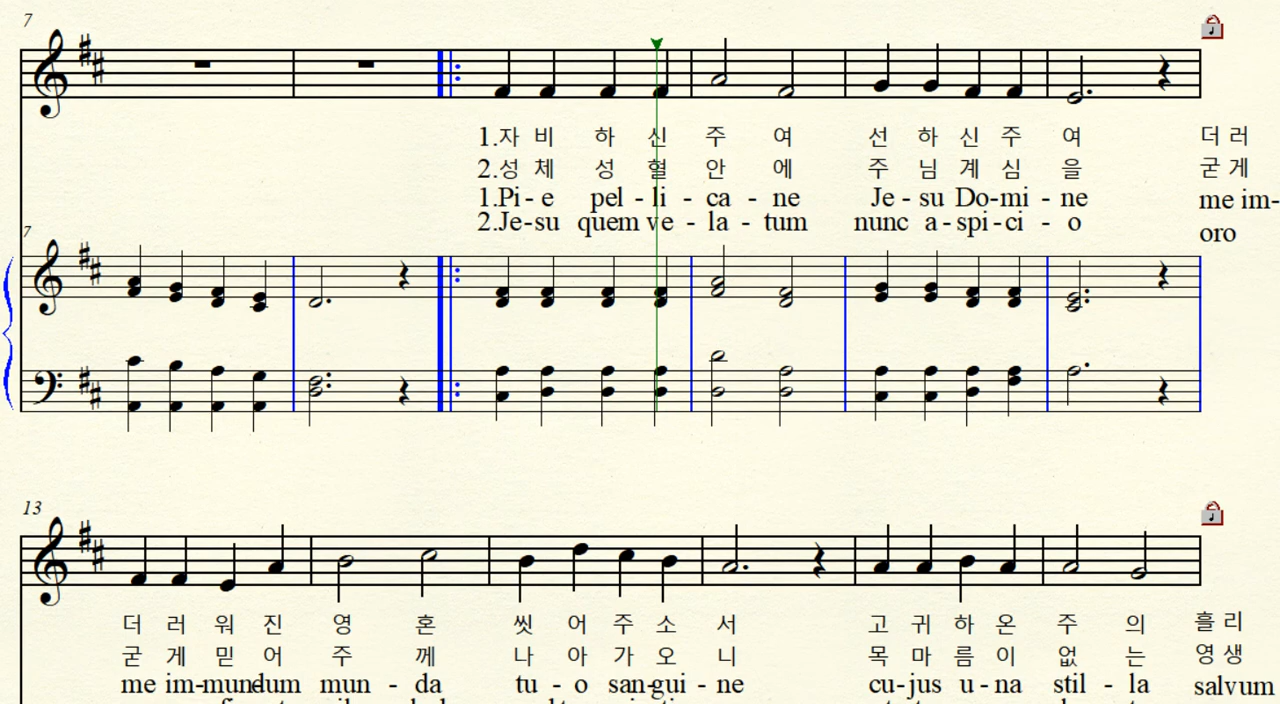 7
1.자 비 하 신 주 여 선 하 신 주 여 더 러
2.성 체 성 혈 안 에 주 님 계 심 을 굳 게
1.Pi - e pel - li - ca - ne Je - su Do-mi - ne me im-
2.Je-su quem ve - la - tum nunc a-spi-ci - o oro
7
13
더 러 워 진 영 혼 씻 어 주 소 서 고 귀 하 온 주 의 흘 리
굳 게 믿 어 주 께 나 아 가 오 니 목 마 름 이 없 는 영 생
me im-mun-dum mun - da tu - o san-gui - ne cu-jus u-na stil - la salvum